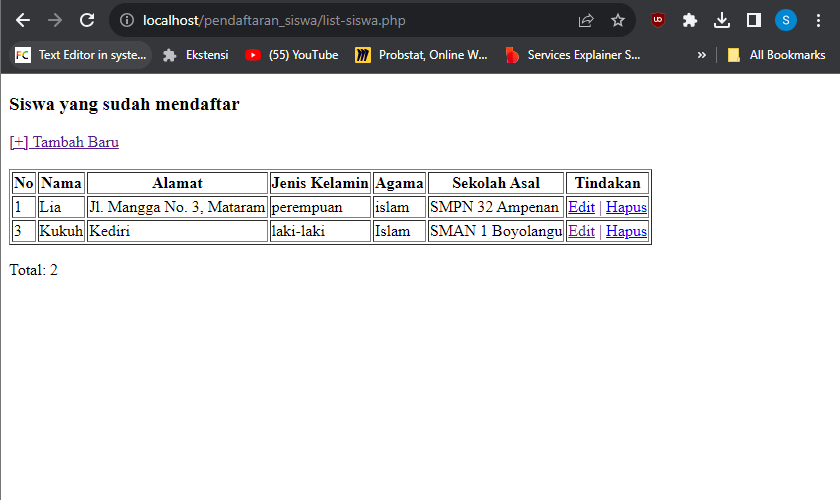 localhost/pendaftaran_siswa/list-siswa.php
S
FC Text Editor in syste... Ekstensi (55) YouTube Probstat, Online W... Services Explainer S... » All Bookmarks
Siswa yang sudah mendaftar
[+] Tambah Baru
No Nama Alamat Jenis Kelamin Agama Sekolah Asal Tindakan
1 Lia Jl. Mangga No. 3, Mataram perempuan islam SMPN 32 Ampenan Edit | Hapus
3 Kukuh Kediri laki-laki Islam SMAN 1 Boyolangu Edit | Hapus
Total: 2